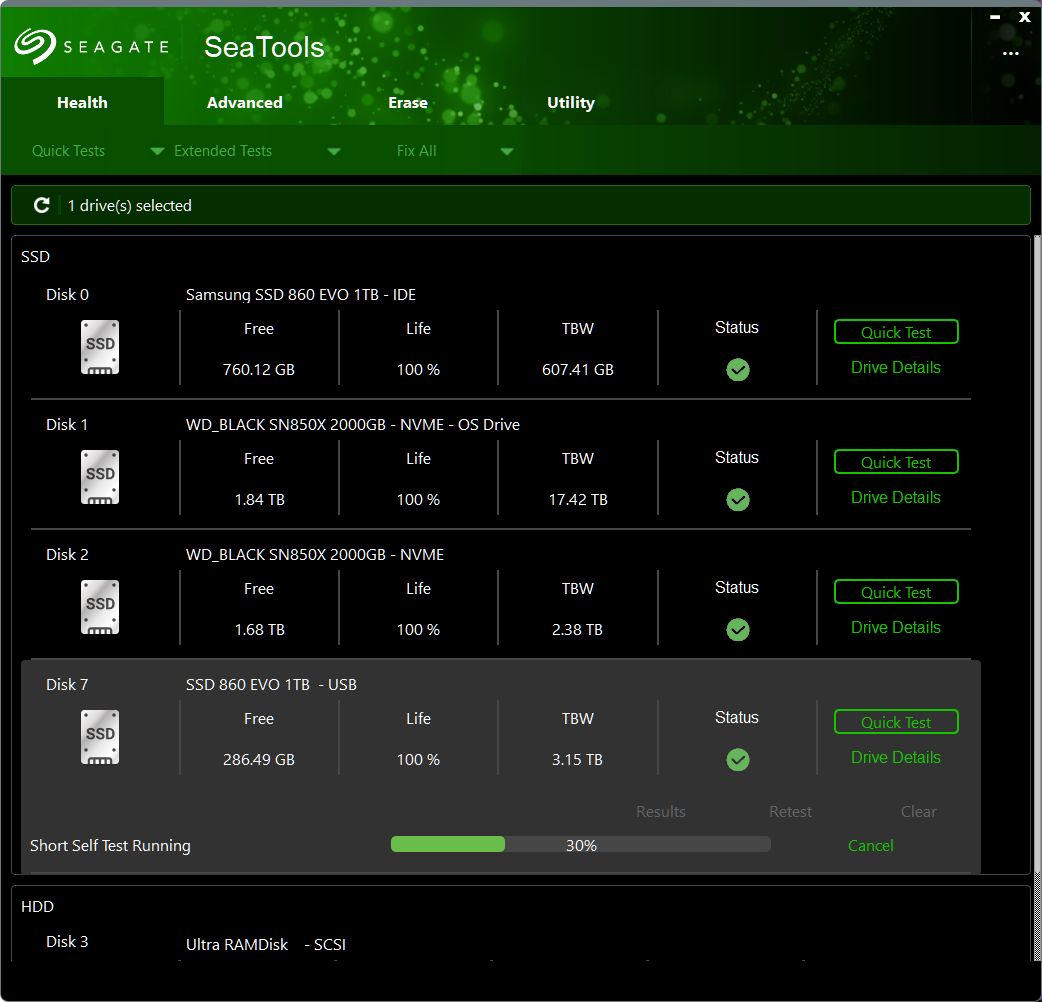 SEAGATE SeaTools
...
Health Advanced Erase Utility
Quick Tests Extended Tests Fix All
1 drive(s) selected
SSD
Disk 0 Samsung SSD 860 EVO 1TB - IDE
Free Life TBW Status Quick Test
SSD
760.12 GB 100 % 607.41 GB Drive Details
Disk 1 WD_BLACK SN850X 2000GB - NVME - OS Drive
Free Life TBW Status Quick Test
SSD
1.84 TB 100 % 17.42 TB Drive Details
Disk 2 WD_BLACK SN850X 2000GB - NVME
Free Life TBW Status Quick Test
SSD
1.68 TB 100 % 2.38 TB Drive Details
Disk 7 SSD 860 EVO 1TB - USB
Free Life TBW Status Quick Test
SSD
286.49 GB 100 % 3.15 TB Drive Details
Results Retest Clear
Short Self Test Running 30% Cancel
HDD
Disk 3 Ultra RAMDisk - SCSI